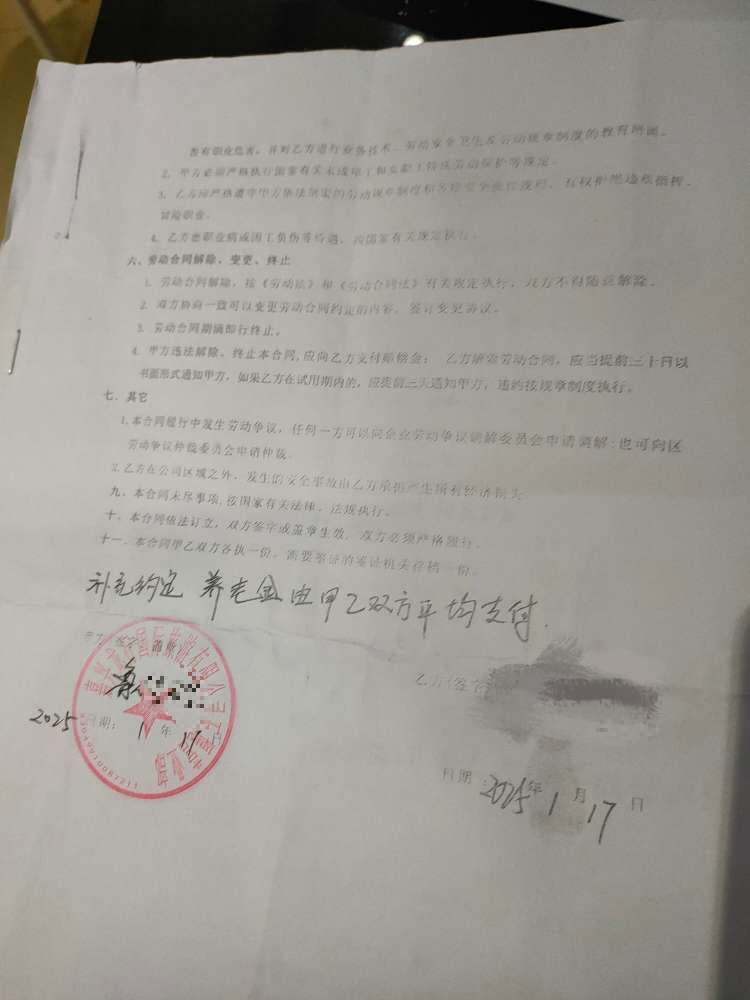 查有职业危害，并对乙方进行业务技术、劳动安全卫生及劳动规章制度的教育培训。
2. 甲方必须严格执行国家有关未成年工和女职工特殊劳动保护等规定。
3. 乙方应严格遵守甲方依法制定的劳动规章制度和各项安全操作规程，有权拒绝违章指挥、
冒险职业。
4. 乙方患职业病或因工负伤等待遇，按国家有关规定执行。
六、劳动合同解除、变更、终止
1. 劳动合同解除，按《劳动法》和《劳动合同法》有关规定执行，双方不得随意解除。
2. 双方协商一致可以变更劳动合同约定的内容，签订变更协议。
3. 劳动合同期满即行终止。
4. 甲方违法解除、终止本合同,应向乙方支付赔偿金； 乙方解除劳动合同，应当提前三十日以
书面形式通知甲方，如果乙方在试用期内的，应提前三天通知甲方，违约按规章制度执行。
七、其它
1.本合同履行中发生劳动争议，任何一方可以向企业劳动争议调解委员会申请调解；也可向区
劳动争议仲裁委员会申请仲裁。
2.乙方在公司区域之外，发生的安全事故由乙方承担产生所有经济损失
九、本合同未尽事项,按国家有关法律、法规执行。
十、本合同依法订立，双方签字或盖章生效，双方必须严格履行。
十一、本合同甲乙双方各执一份，需要鉴证的鉴证机关存档一份。
补充约定 养老金由甲乙双方平均支付.
甲方 签字（盖章）
乙方(签名
2025 日期： 1 年 17 日
日期：2025年 1 月 17 日